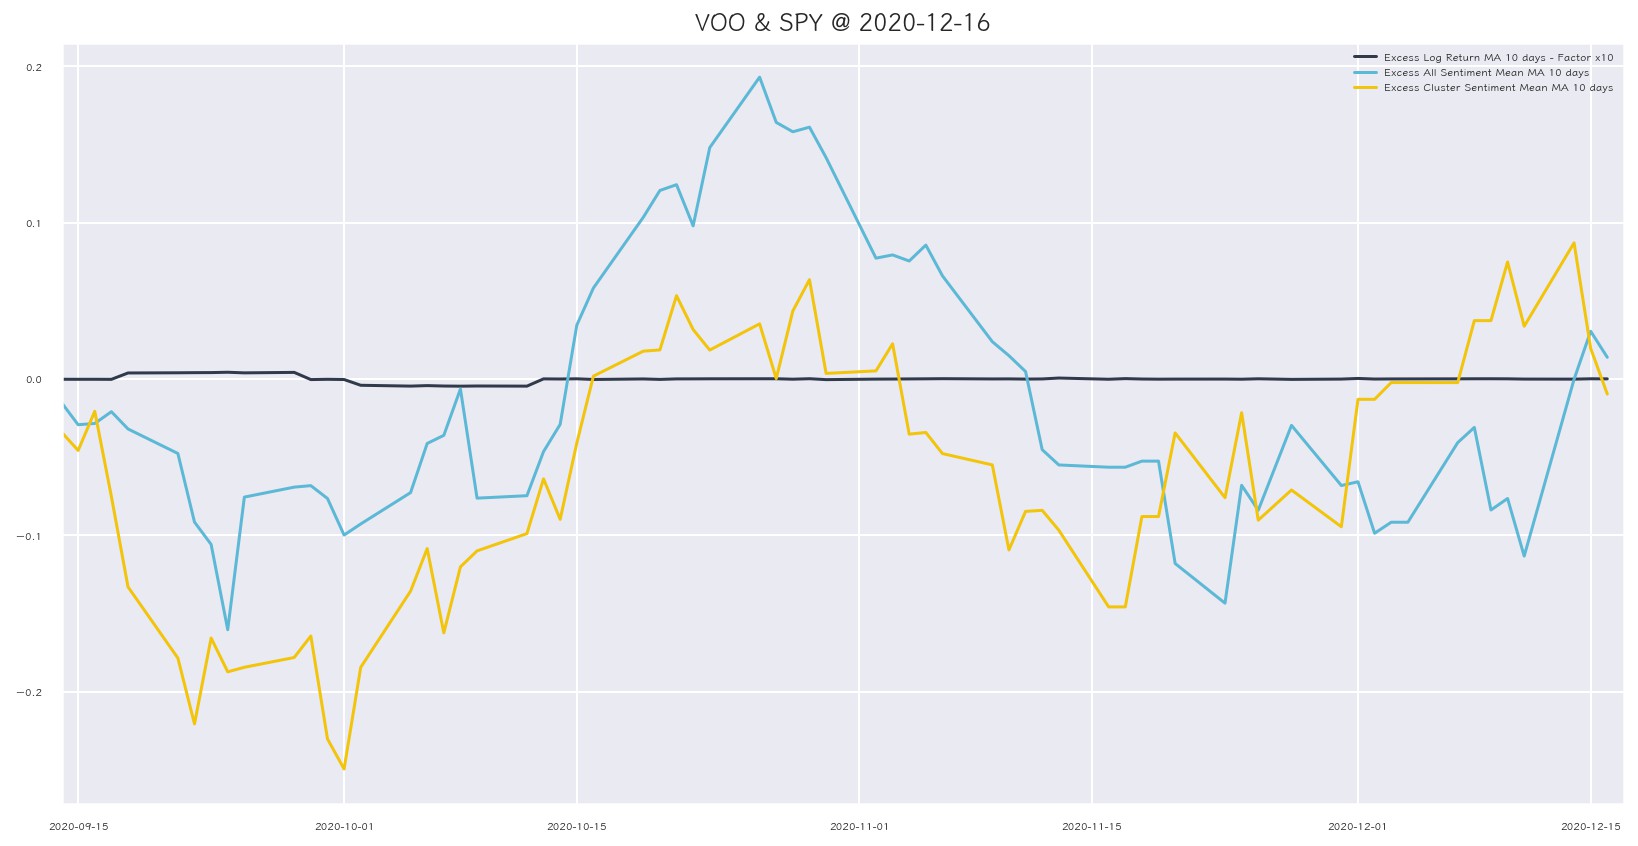 VOO & SPY @ 2020-12-16
Excess Log Return MA 10 days - Factor x10
Excess All Sentiment Mean MA 10 days
Excess Cluster Sentiment Mean MA 10 days
0.2
0.1
0.0
−0.1
−0.2
2020-09-15 2020-10-01 2020-10-15 2020-11-01 2020-11-15 2020-12-01 2020-12-15